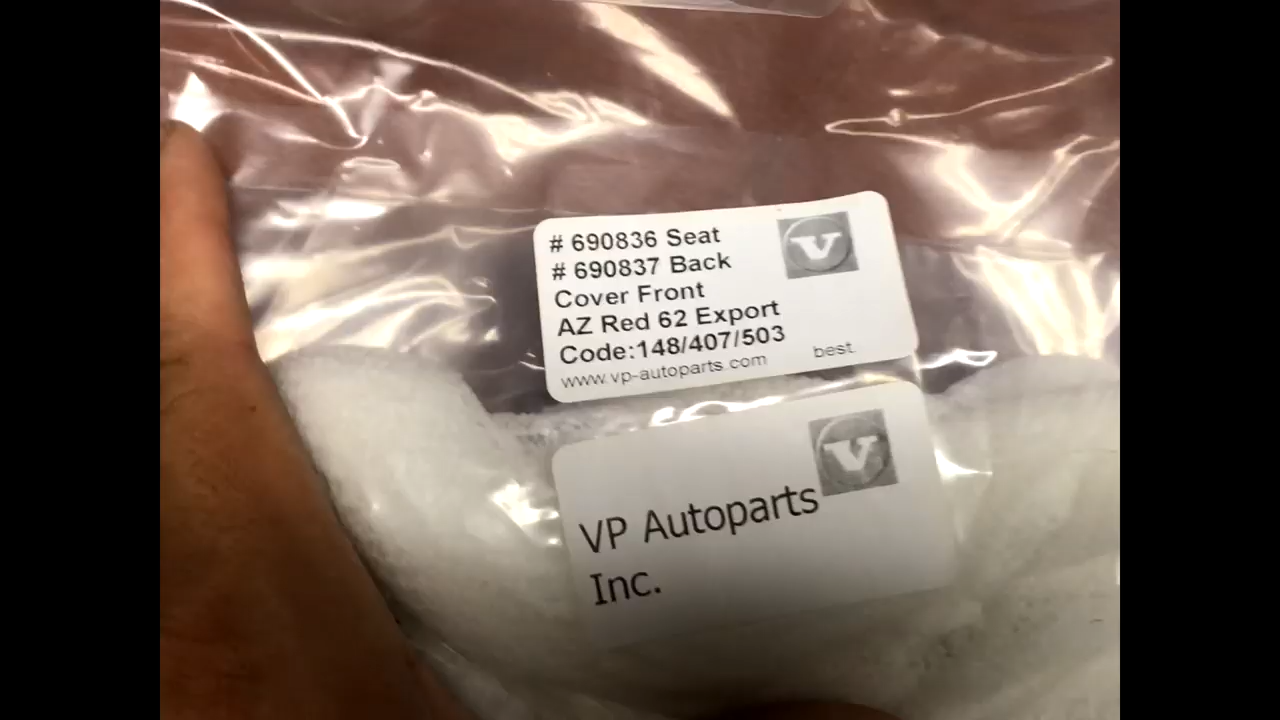 # 690836 Seat
# 690837 Back
Cover Front
AZ Red 62 Export
Code:148/407/503
www.vp-autoparts.com best.
V
VP Autoparts
Inc.
V